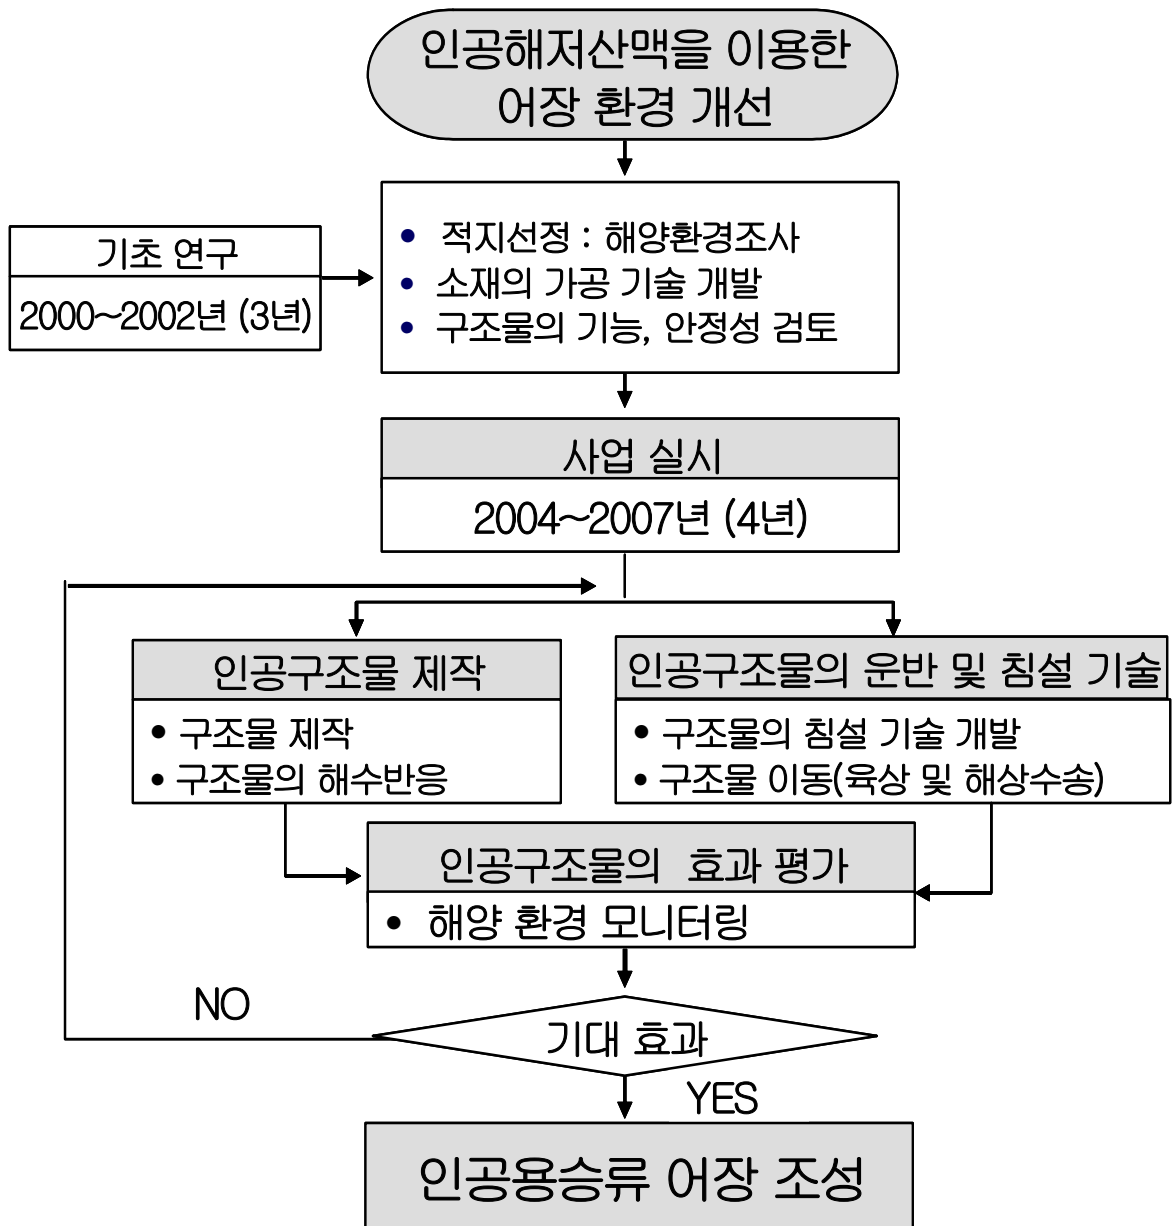 인공해저산맥을 이용한
어장 환경 개선
기초 연구
2000~2002년 (3년)
• 적지선정 : 해양환경조사
• 소재의 가공 기술 개발
• 구조물의 기능, 안정성 검토
사업 실시
2004~2007년 (4년)
인공구조물 제작
• 구조물 제작
• 구조물의 해수반응
인공구조물의 운반 및 침설 기술
• 구조물의 침설 기술 개발
• 구조물 이동(육상 및 해상수송)
인공구조물의 효과 평가
• 해양 환경 모니터링
NO
기대 효과
YES
인공용승류 어장 조성